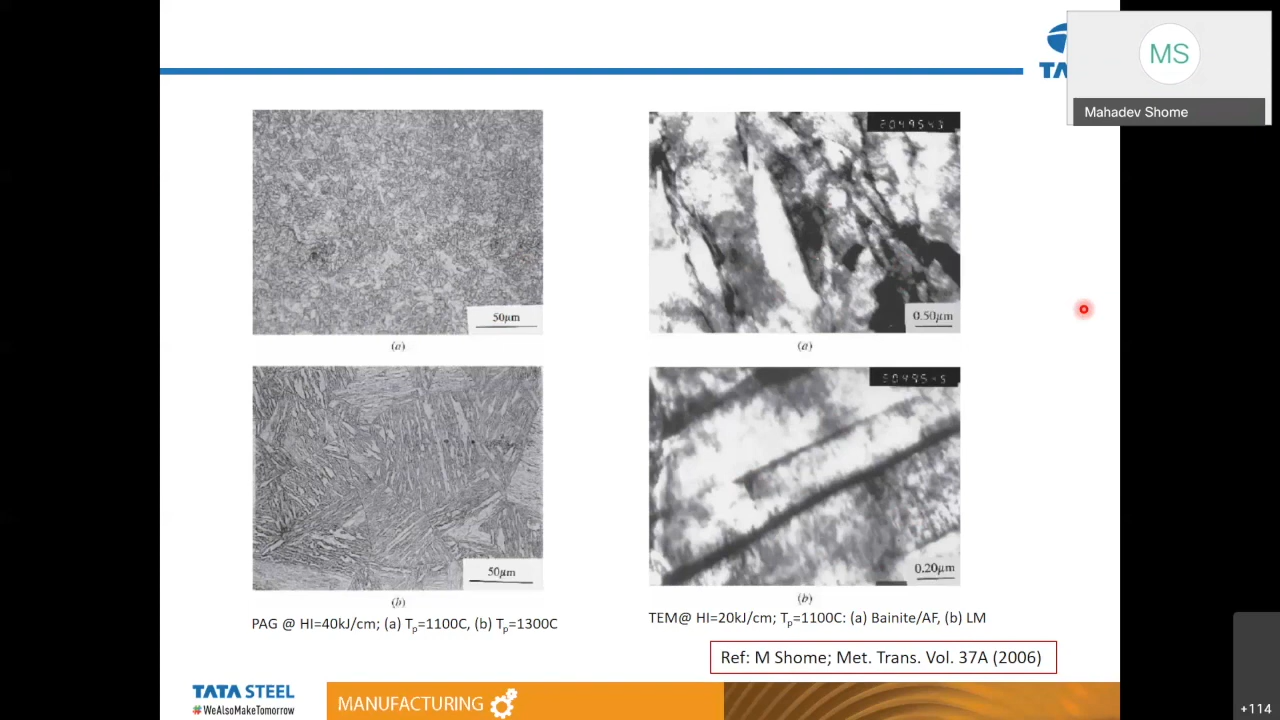 TA
MS
Mahadev Shome
50μm
(a)
50μm
(b)
PAG @ HI=40kJ/cm; (a) Tp=1100C, (b) Tp=1300C
2049543
0.50μm
(a)
0.20μm
(b)
TEM@ HI=20kJ/cm; Tp=1100C: (a) Bainite/AF, (b) LM
Ref: M Shome; Met. Trans. Vol. 37A (2006)
TATA STEEL
#WeAlsoMakeTomorrow
MANUFACTURING
+114